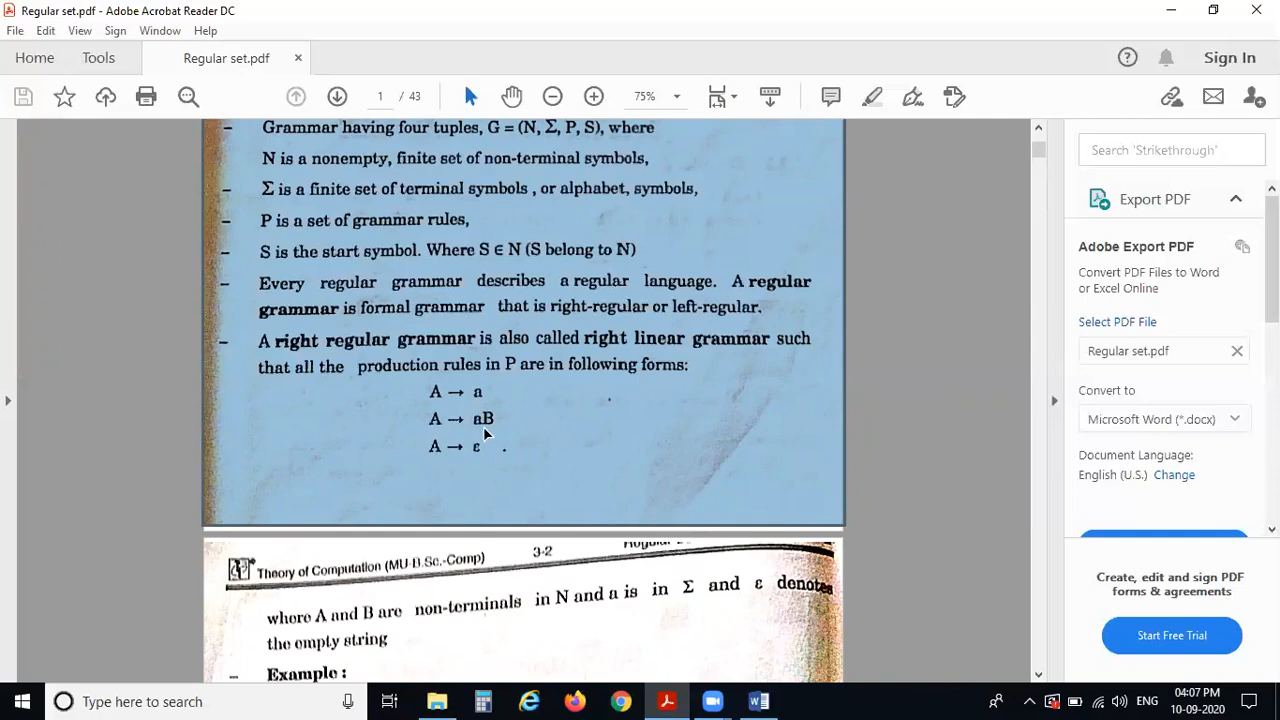 Regular set.pdf - Adobe Acrobat Reader DC
File Edit View Sign Window Help
Home Tools Regular set.pdf ×
? Sign In
1 / 43 75%
– Grammar having four tuples, G = (N, Σ, P, S), where
N is a nonempty, finite set of non-terminal symbols,
– Σ is a finite set of terminal symbols , or alphabet, symbols,
– P is a set of grammar rules,
– S is the start symbol. Where S ∈ N (S belong to N)
– Every regular grammar describes a regular language. A regular
grammar is formal grammar that is right-regular or left-regular.
– A right regular grammar is also called right linear grammar such
that all the production rules in P are in following forms:
A → a
A → aB
A → ε .
Theory of Computation (MU-B.Sc.-Comp) 3-2
where A and B are non-terminals in N and a is in Σ and ε denotes
the empty string
– Example :
Search 'Strikethrough'
Export PDF
Adobe Export PDF
Convert PDF Files to Word
or Excel Online
Select PDF File
Regular set.pdf
Convert to
Microsoft Word (*.docx)
Document Language:
English (U.S.) Change
Create, edit and sign PDF
forms & agreements
Start Free Trial
Type here to search
ENG
04:07 PM
10-09-2020